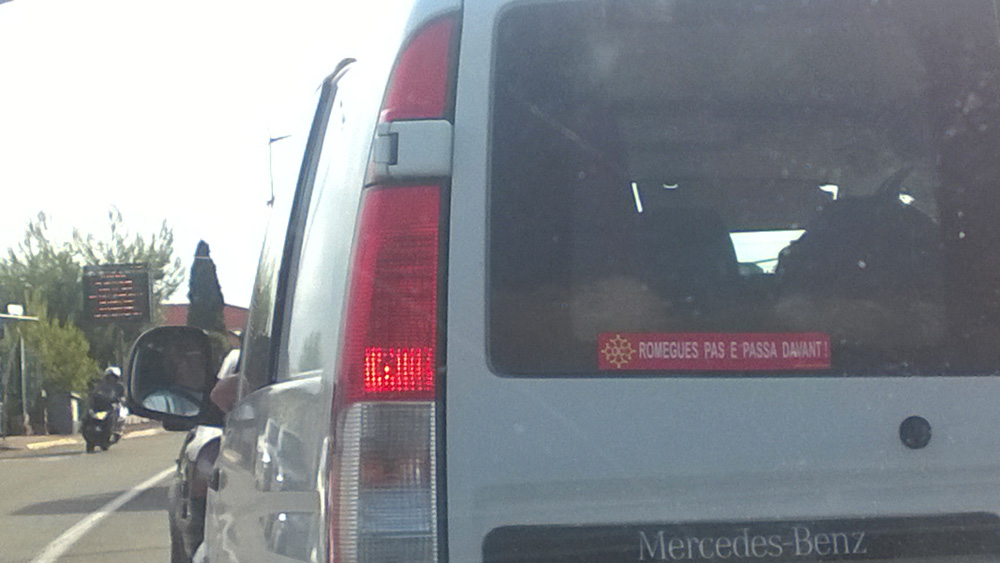 ROMEGUES PAS E PASSA DAVANT!
Mercedes-Benz